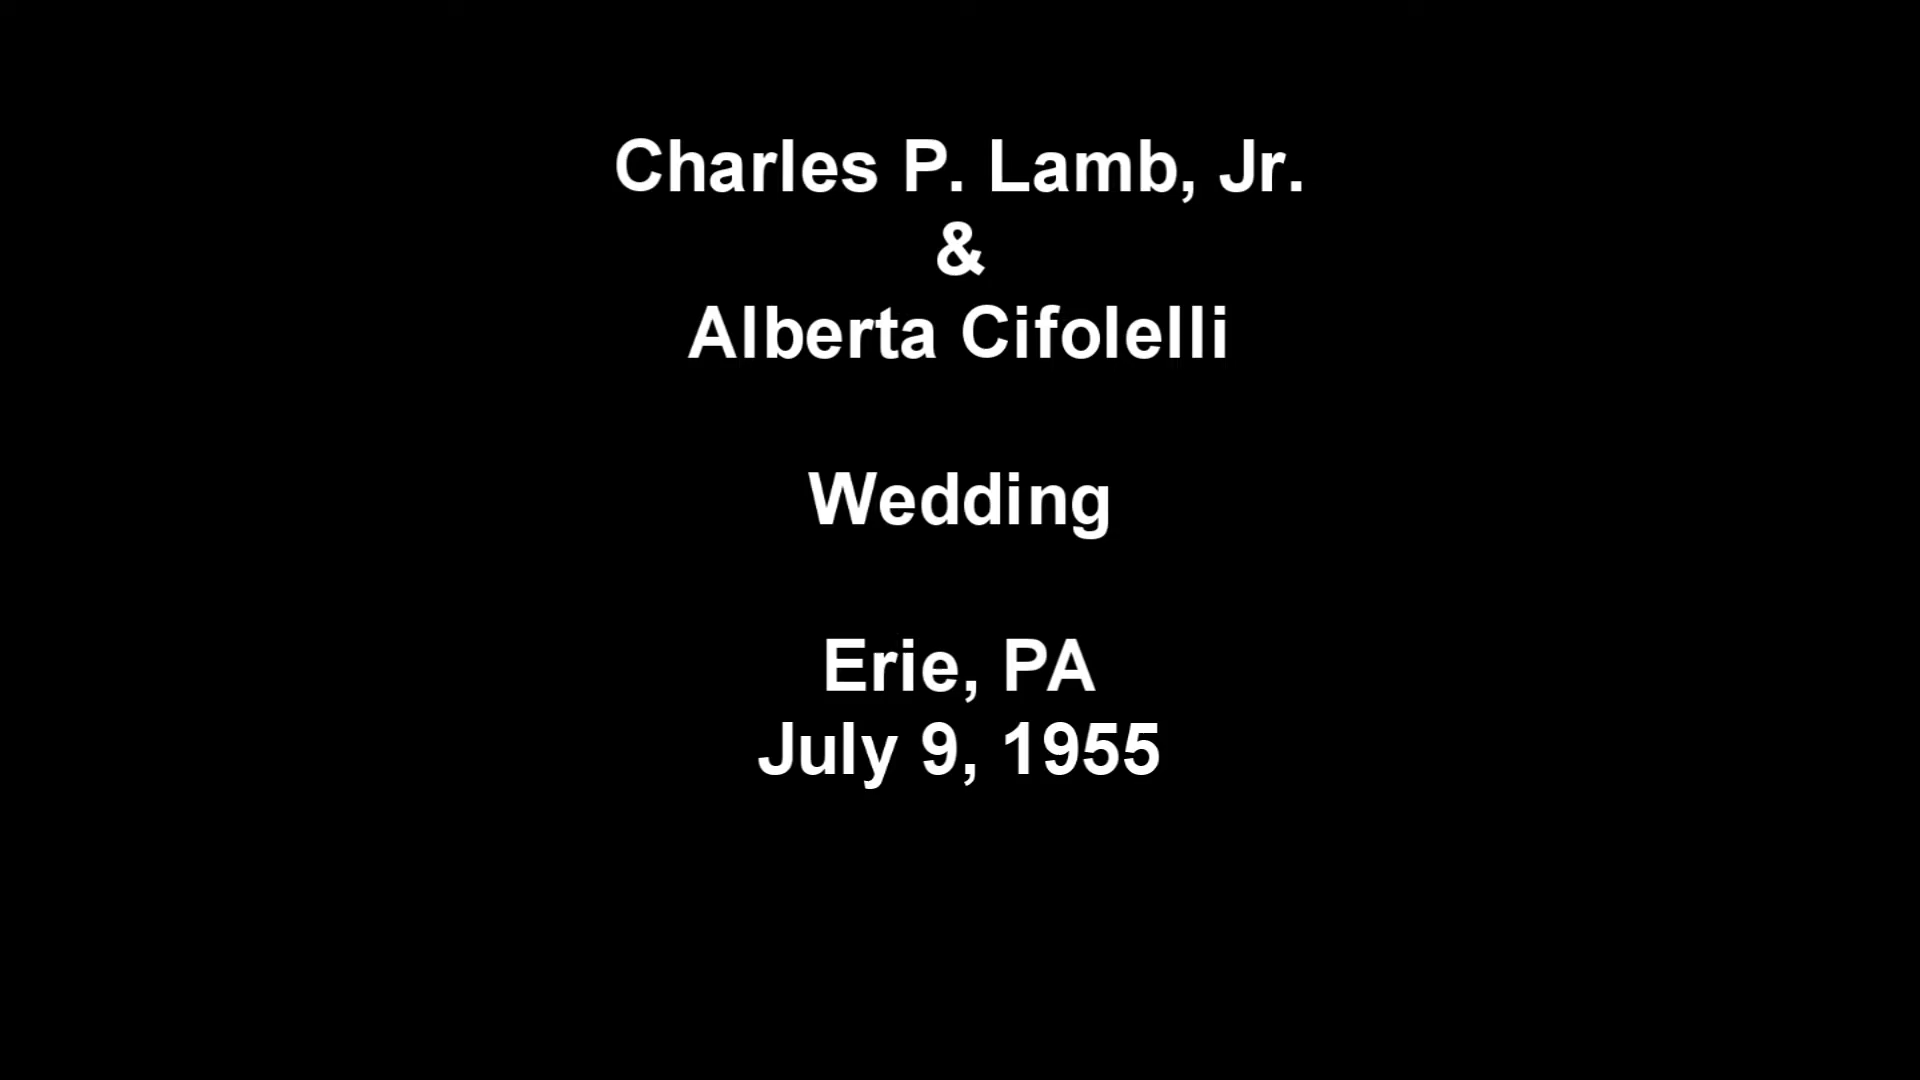 Charles P. Lamb, Jr.
&
Alberta Cifolelli
Wedding
Erie, PA
July 9, 1955